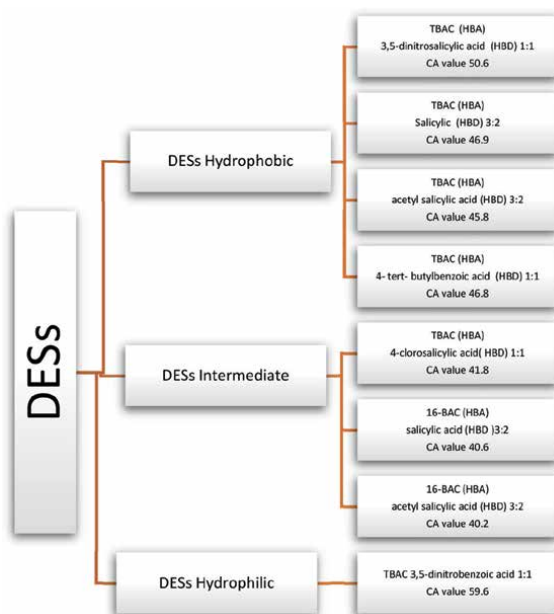 DESs
DESs Hydrophobic
TBAC (HBA)
3,5-dinitrosalicylic acid (HBD) 1:1
CA value 50.6
TBAC (HBA)
Salicylic (HBD) 3:2
CA value 46.9
TBAC (HBA)
acetyl salicylic acid (HBD) 3:2
CA value 45.8
TBAC (HBA)
4- tert- butylbenzoic acid (HBD) 1:1
CA value 46.8
DESs Intermediate
TBAC (HBA)
4-clorosalicylic acid( HBD) 1:1
CA value 41.8
16-BAC (HBA)
salicylic acid (HBD )3:2
CA value 40.6
16-BAC (HBA)
acetyl salicylic acid (HBD) 3:2
CA value 40.2
DESs Hydrophilic
TBAC 3,5-dinitrobenzoic acid 1:1
CA value 59.6